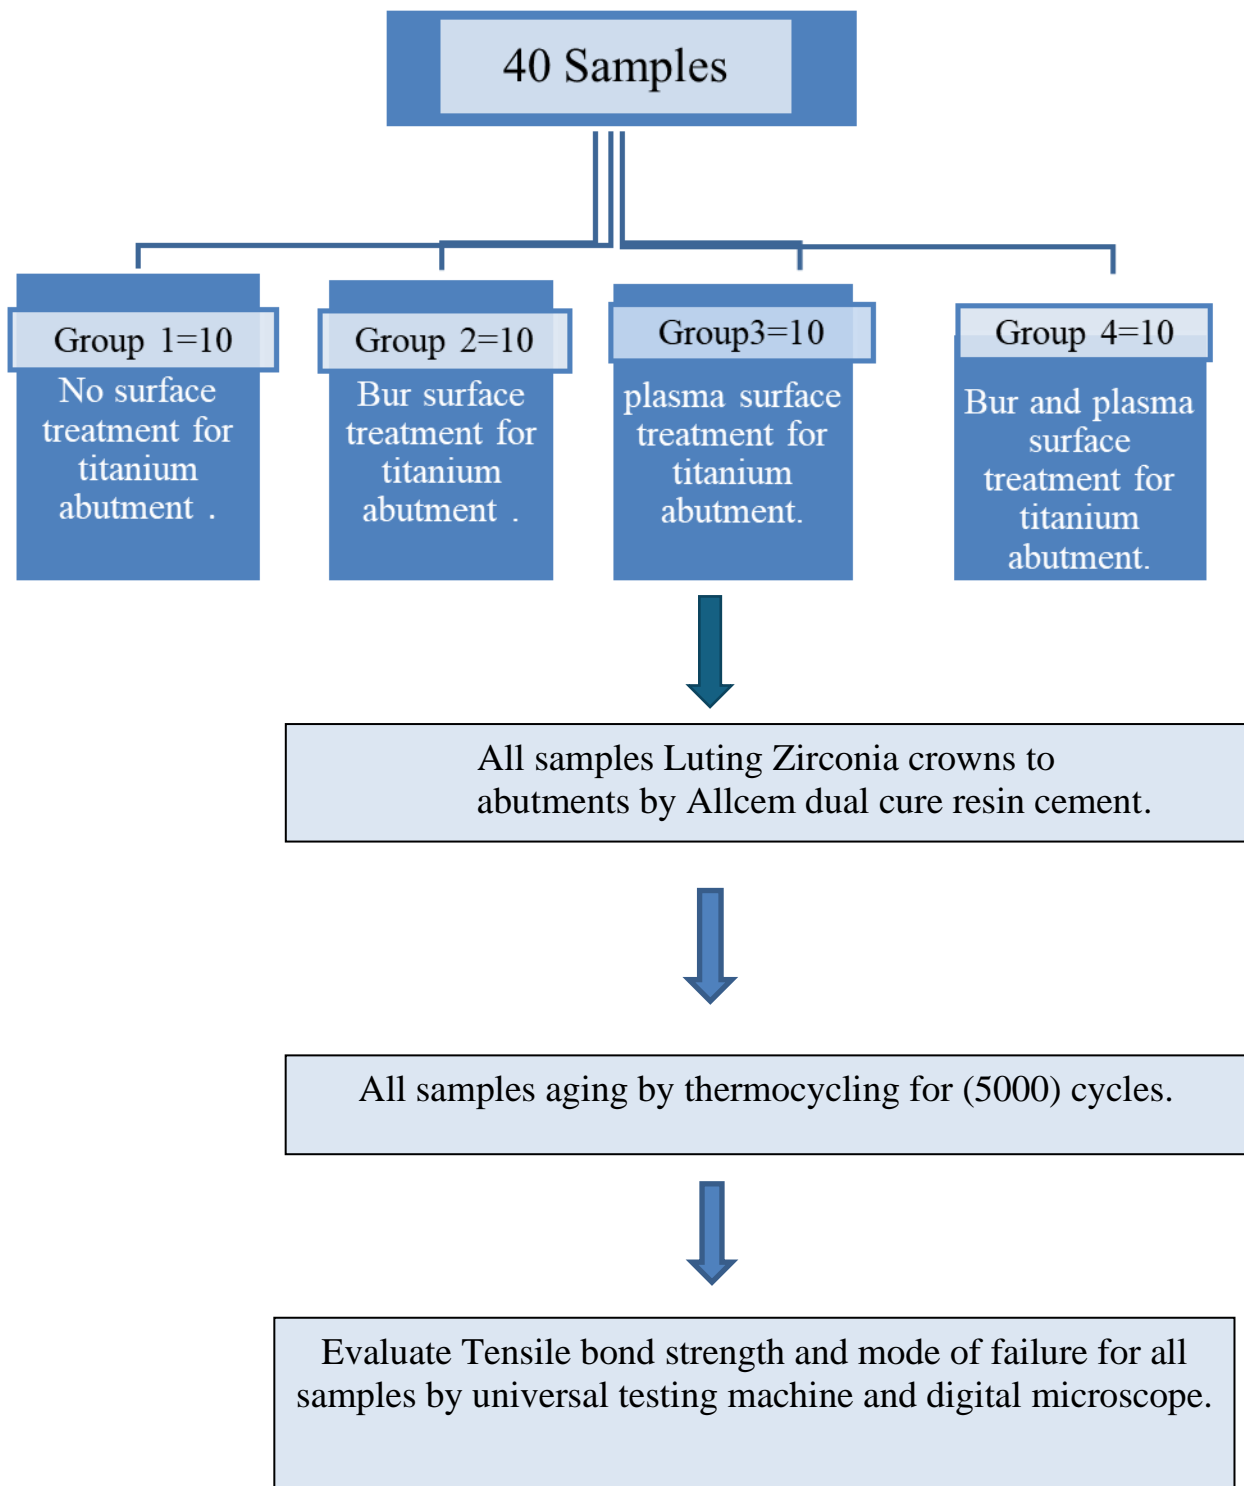 40 Samples
Group 1=10
No surface
treatment for
titanium
abutment .
Group 2=10
Bur surface
treatment for
titanium
abutment .
Group3=10
plasma surface
treatment for
titanium
abutment.
Group 4=10
Bur and plasma
surface
treatment for
titanium
abutment.
All samples Luting Zirconia crowns to
abutments by Allcem dual cure resin cement.
All samples aging by thermocycling for (5000) cycles.
Evaluate Tensile bond strength and mode of failure for all
samples by universal testing machine and digital microscope.